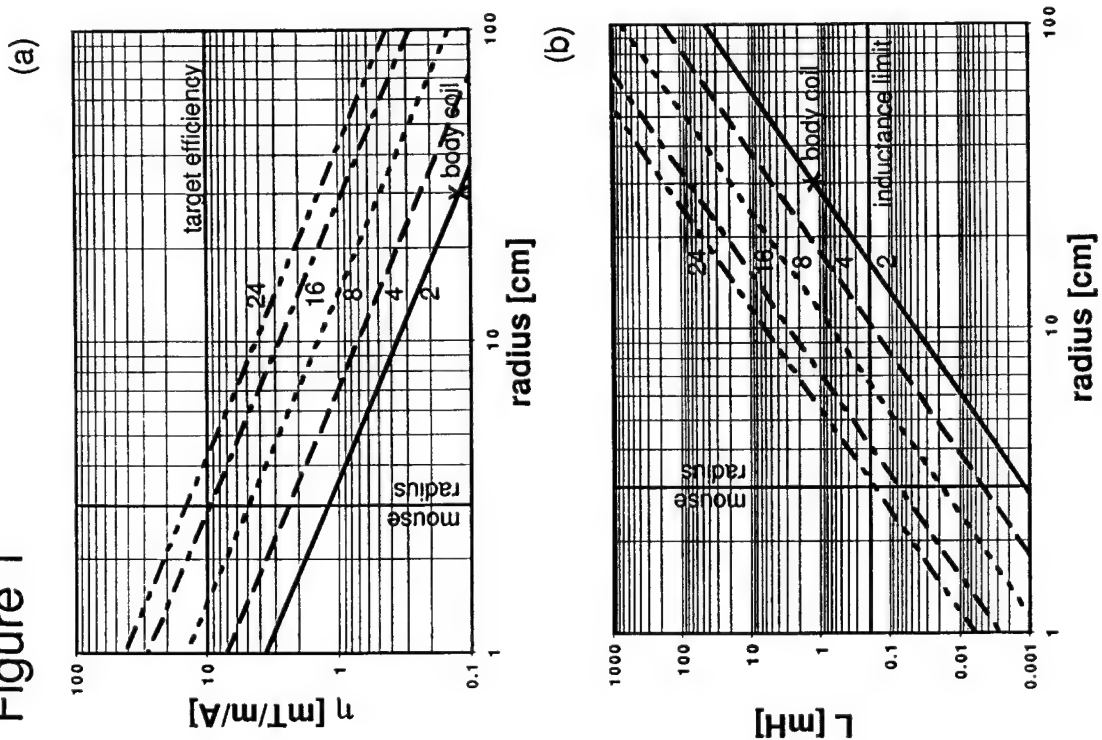 Figure 1
(a)
100
10
1
0.1
η [mT/m/A]
target efficiency
24
16
8
4
2
mouse
radius
body coil
1
10
100
radius [cm]
(b)
1000
100
10
1
0.1
0.01
0.001
L [mH]
24
16
8
4
2
mouse
radius
body coil
inductance limit
1
10
100
radius [cm]